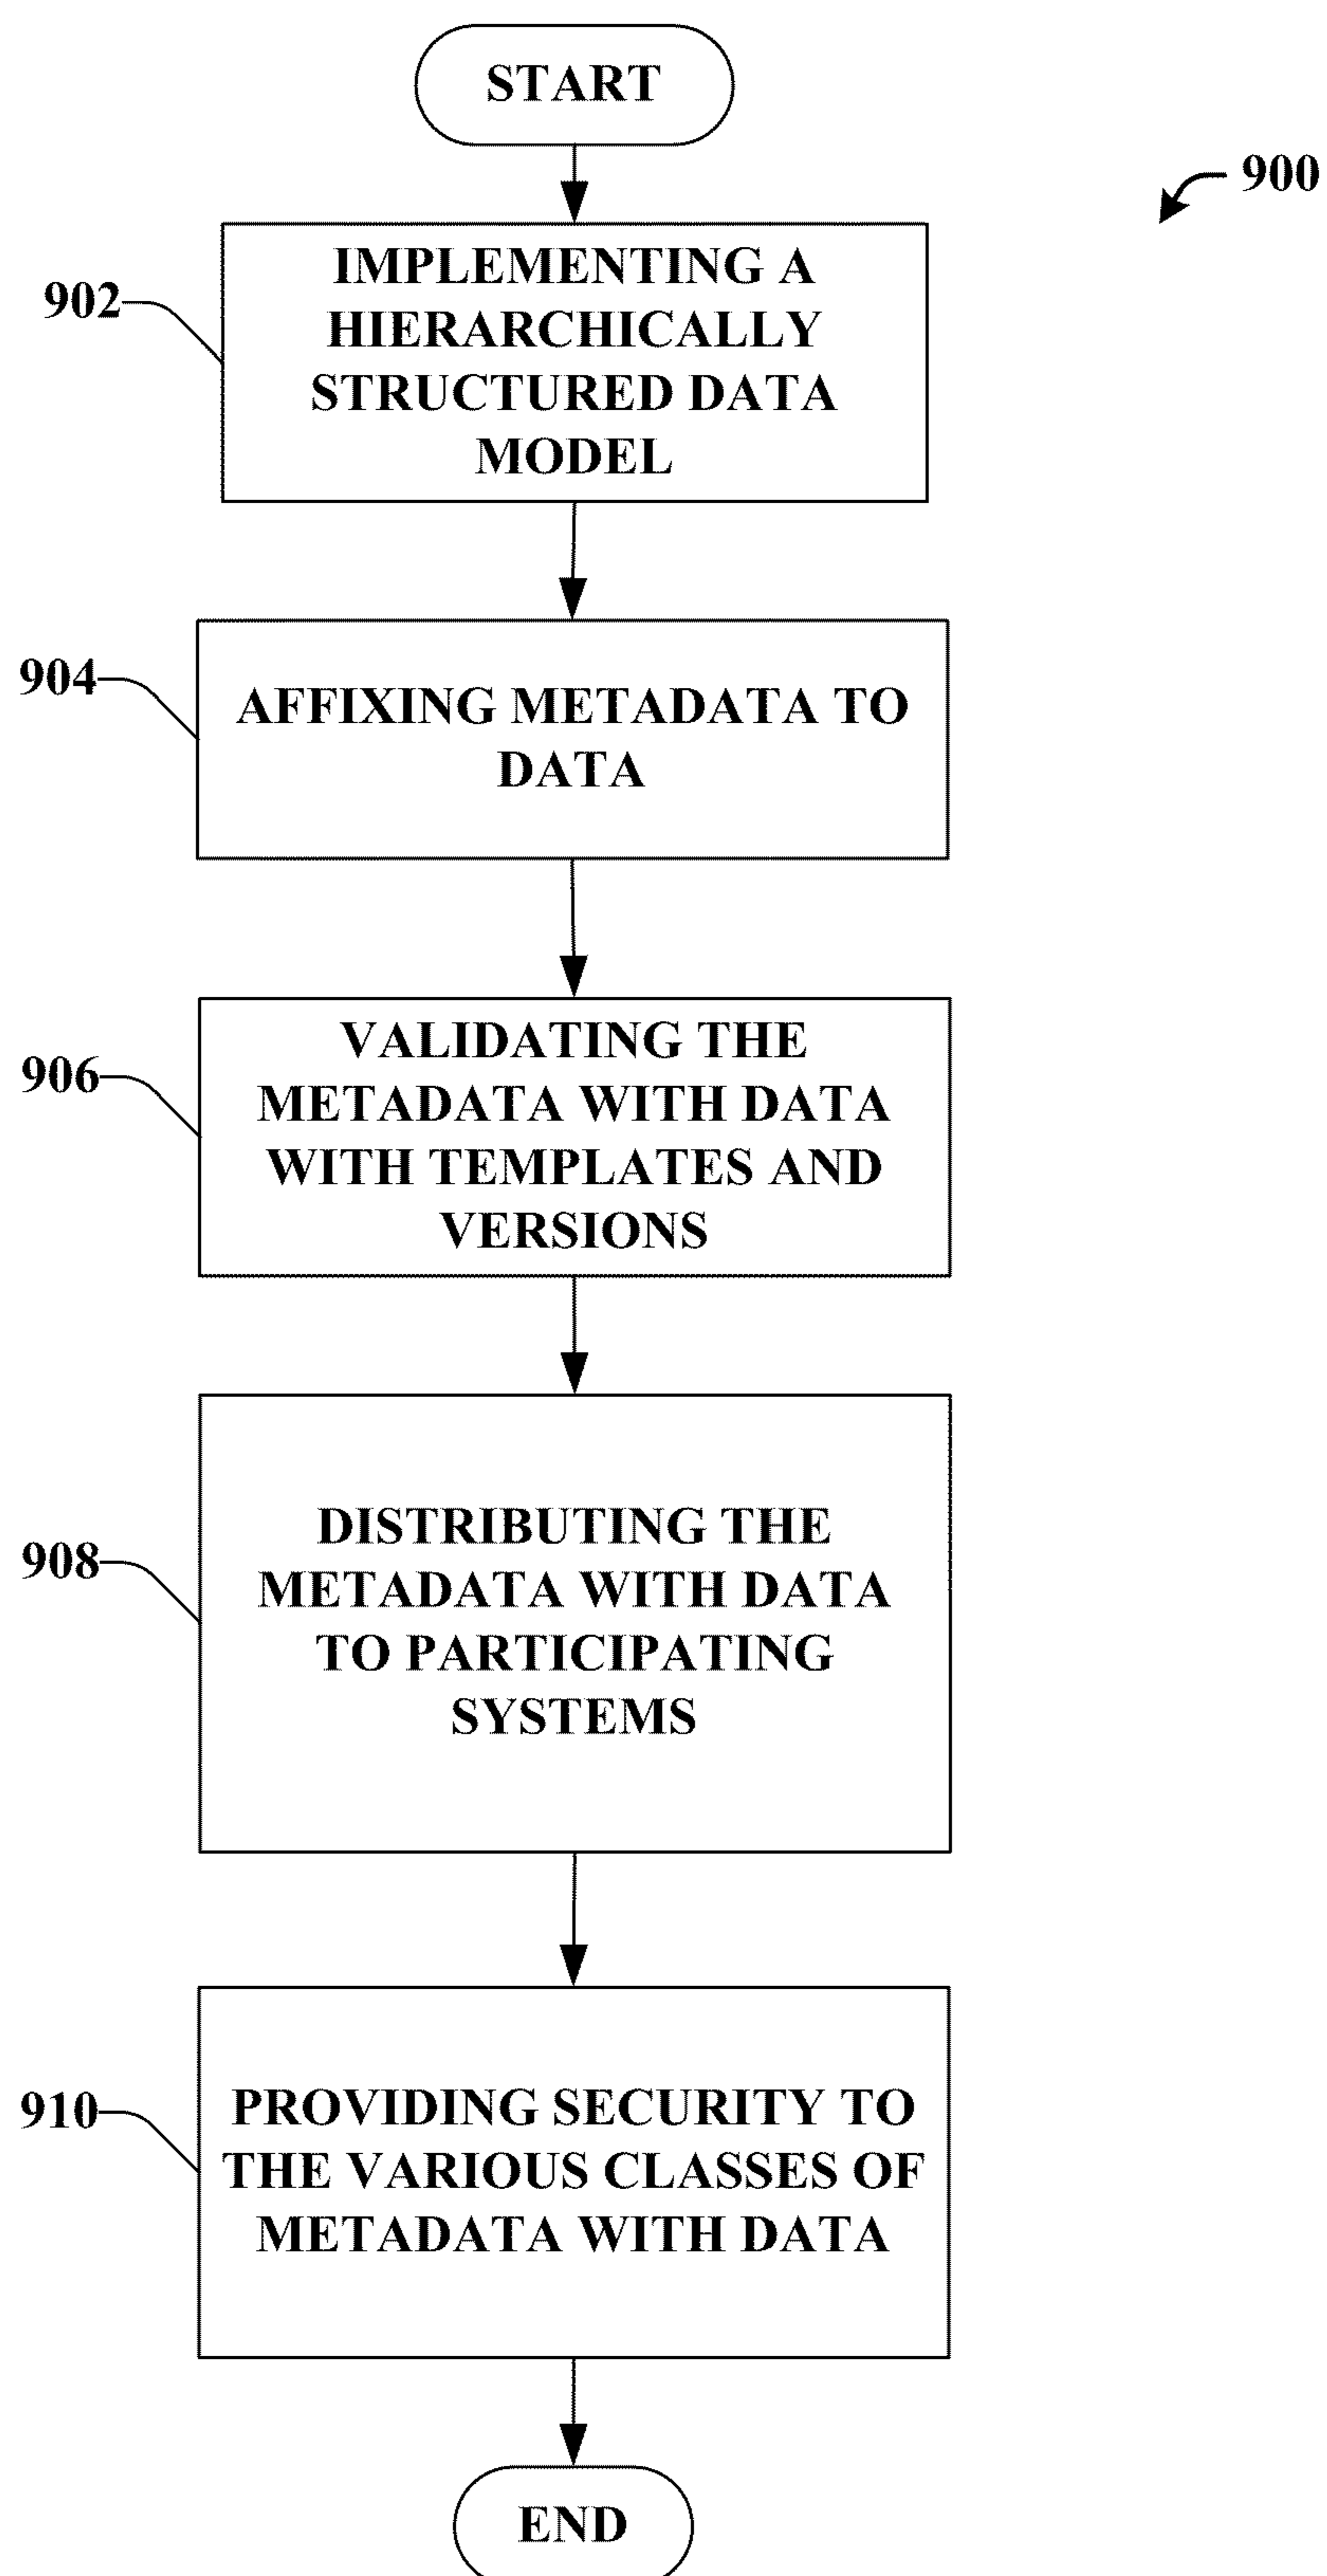 START
900
902
IMPLEMENTING A
HIERARCHICALLY
STRUCTURED DATA
MODEL
904
AFFIXING METADATA TO
DATA
906
VALIDATING THE
METADATA WITH DATA
WITH TEMPLATES AND
VERSIONS
908
DISTRIBUTING THE
METADATA WITH DATA
TO PARTICIPATING
SYSTEMS
910
PROVIDING SECURITY TO
THE VARIOUS CLASSES OF
METADATA WITH DATA
END